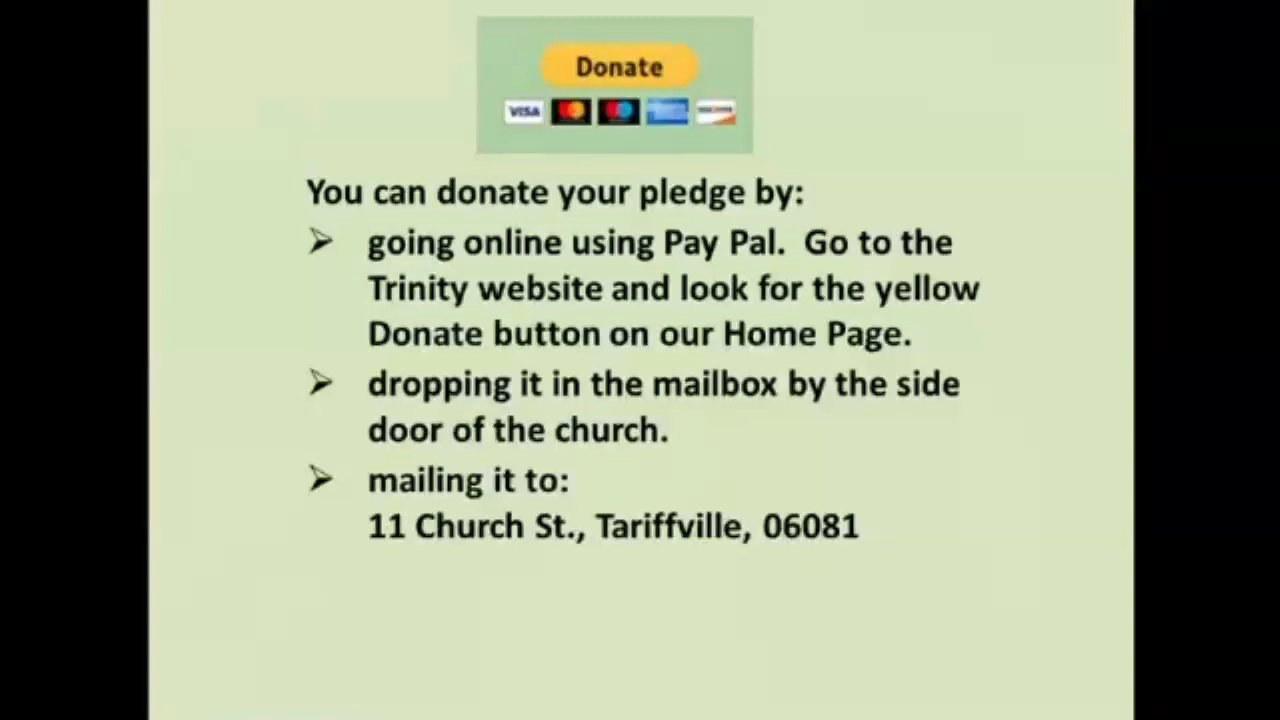 Donate
VISA
You can donate your pledge by:
➢ going online using Pay Pal.  Go to the
Trinity website and look for the yellow
Donate button on our Home Page.
➢ dropping it in the mailbox by the side
door of the church.
➢ mailing it to:
11 Church St., Tariffville, 06081